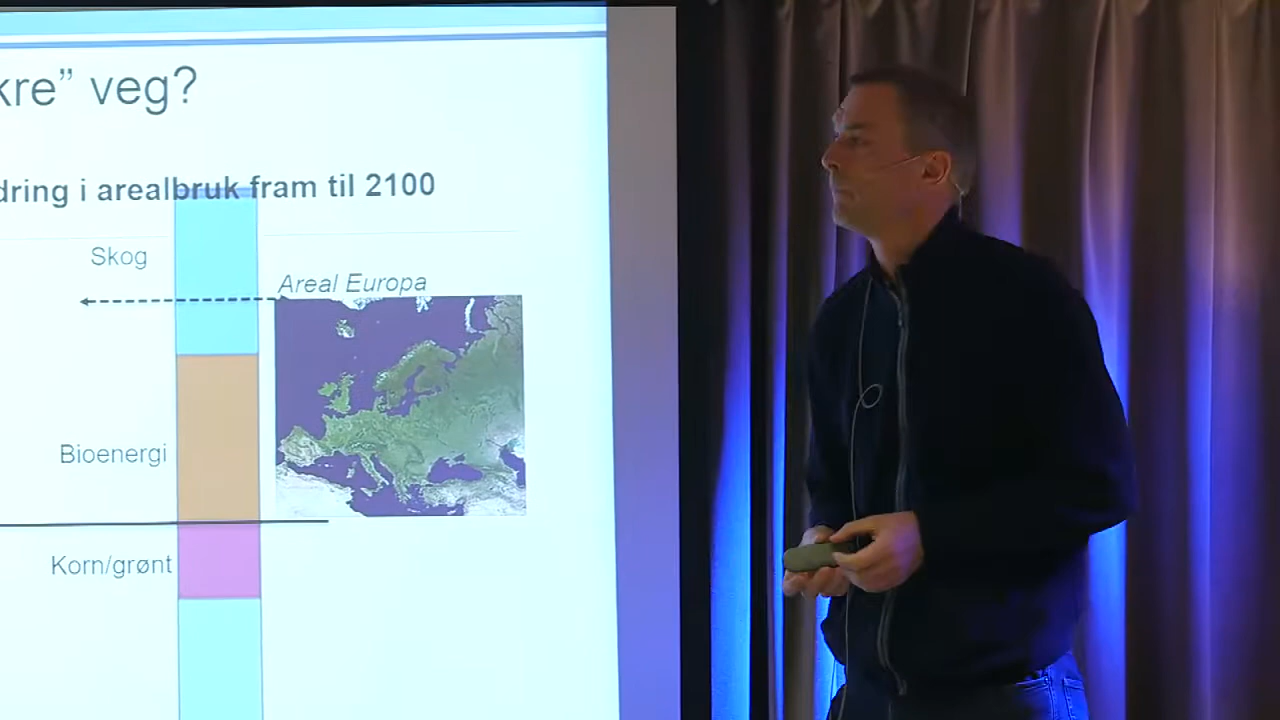 kre” veg?
dring i arealbruk fram til 2100
Skog
Areal Europa
Bioenergi
Korn/grønt